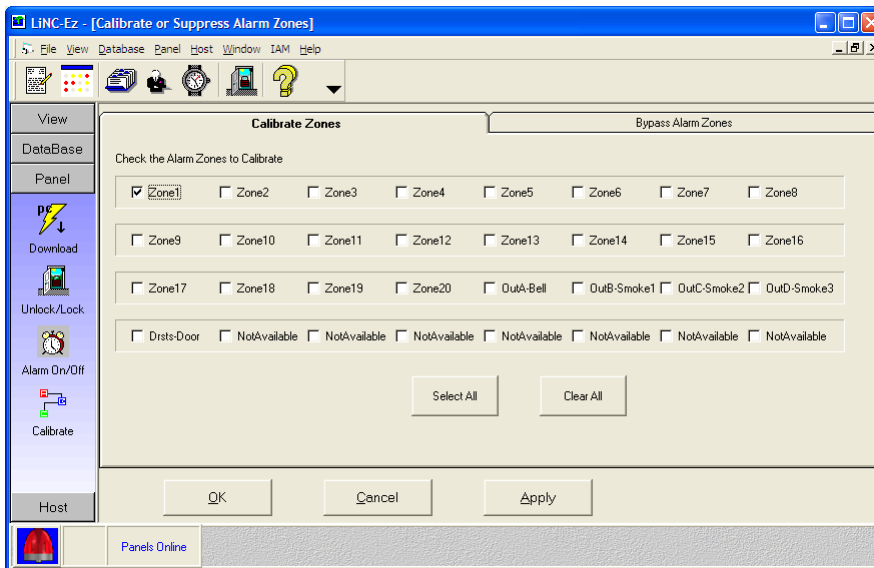 LiNC-Ez - [Calibrate or Suppress Alarm Zones]
File View Database Panel Host Window IAM Help
View
DataBase
Panel
Download
Unlock/Lock
Alarm On/Off
Calibrate
Host
Calibrate Zones Bypass Alarm Zones
Check the Alarm Zones to Calibrate
Zone1 Zone2 Zone3 Zone4 Zone5 Zone6 Zone7 Zone8
Zone9 Zone10 Zone11 Zone12 Zone13 Zone14 Zone15 Zone16
Zone17 Zone18 Zone19 Zone20 OutA-Bell OutB-Smoke1 OutC-Smoke2 OutD-Smoke3
Drsts-Door NotAvailable NotAvailable NotAvailable NotAvailable NotAvailable NotAvailable NotAvailable
Select All Clear All
OK Cancel Apply
Panels Online